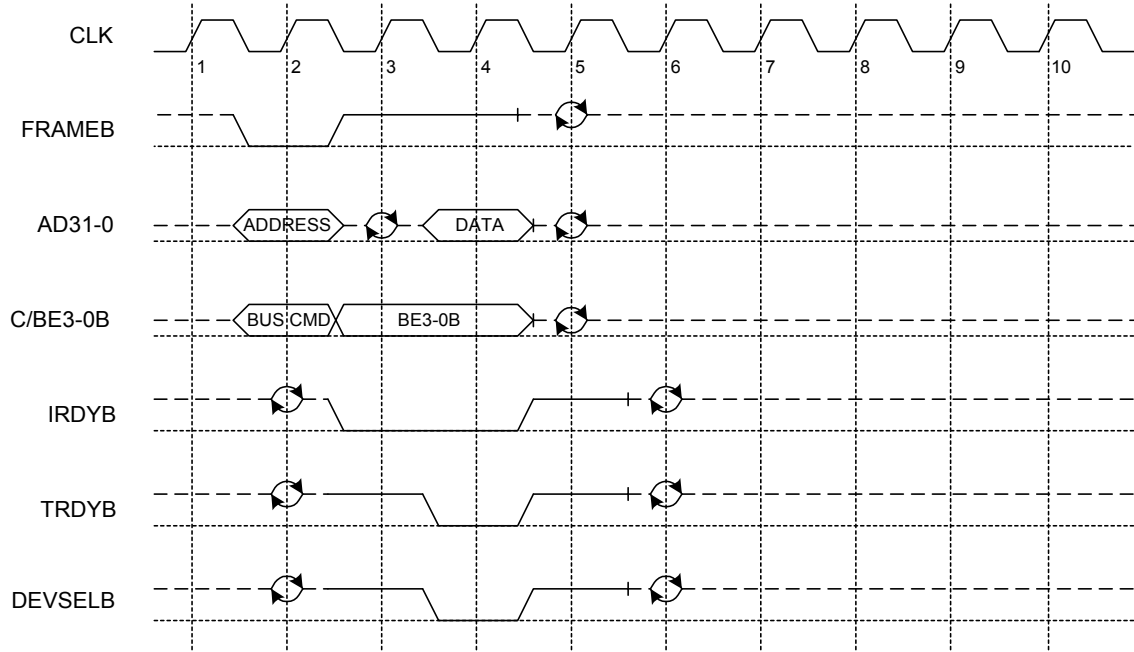 CLK
1 2 3 4 5 6 7 8 9 10
FRAMEB
AD31-0 ADDRESS DATA
C/BE3-0B BUS CMD BE3-0B
IRDYB
TRDYB
DEVSELB